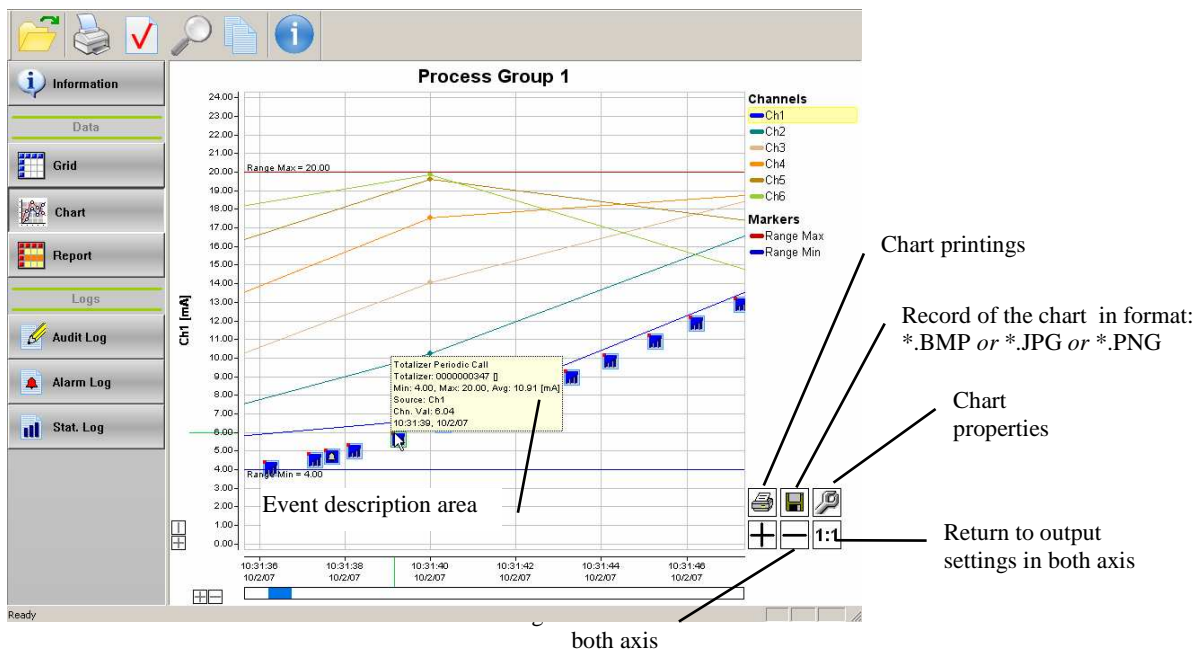 Process Group 1
Information
Data
Grid
Chart
Report
Logs
Audit Log
Alarm Log
Stat. Log
Ch1 [mA]
24.00
23.00
22.00
21.00
20.00
19.00
18.00
17.00
16.00
15.00
14.00
13.00
12.00
11.00
10.00
9.00
8.00
7.00
6.00
5.00
4.00
3.00
2.00
1.00
0.00
Range Max = 20.00
Range Min = 4.00
Totalizer Periodic Call
Totalizer: 0000000347 []
Min: 4.00, Max: 20.00, Avg: 10.91 [mA]
Source: Ch1
Chn. Val: 6.04
10:31:39, 10/2/07
Event description area
10:31:36 10:31:38 10:31:40 10:31:42 10:31:44 10:31:46
10/2/07 10/2/07 10/2/07 10/2/07 10/2/07 10/2/07
Channels
Ch1
Ch2
Ch3
Ch4
Ch5
Ch6
Markers
Range Max
Range Min
1:1
Chart printings
Record of the chart in format:
*.BMP or *.JPG or *.PNG
Chart
properties
Return to output
settings in both axis
both axis
Ready